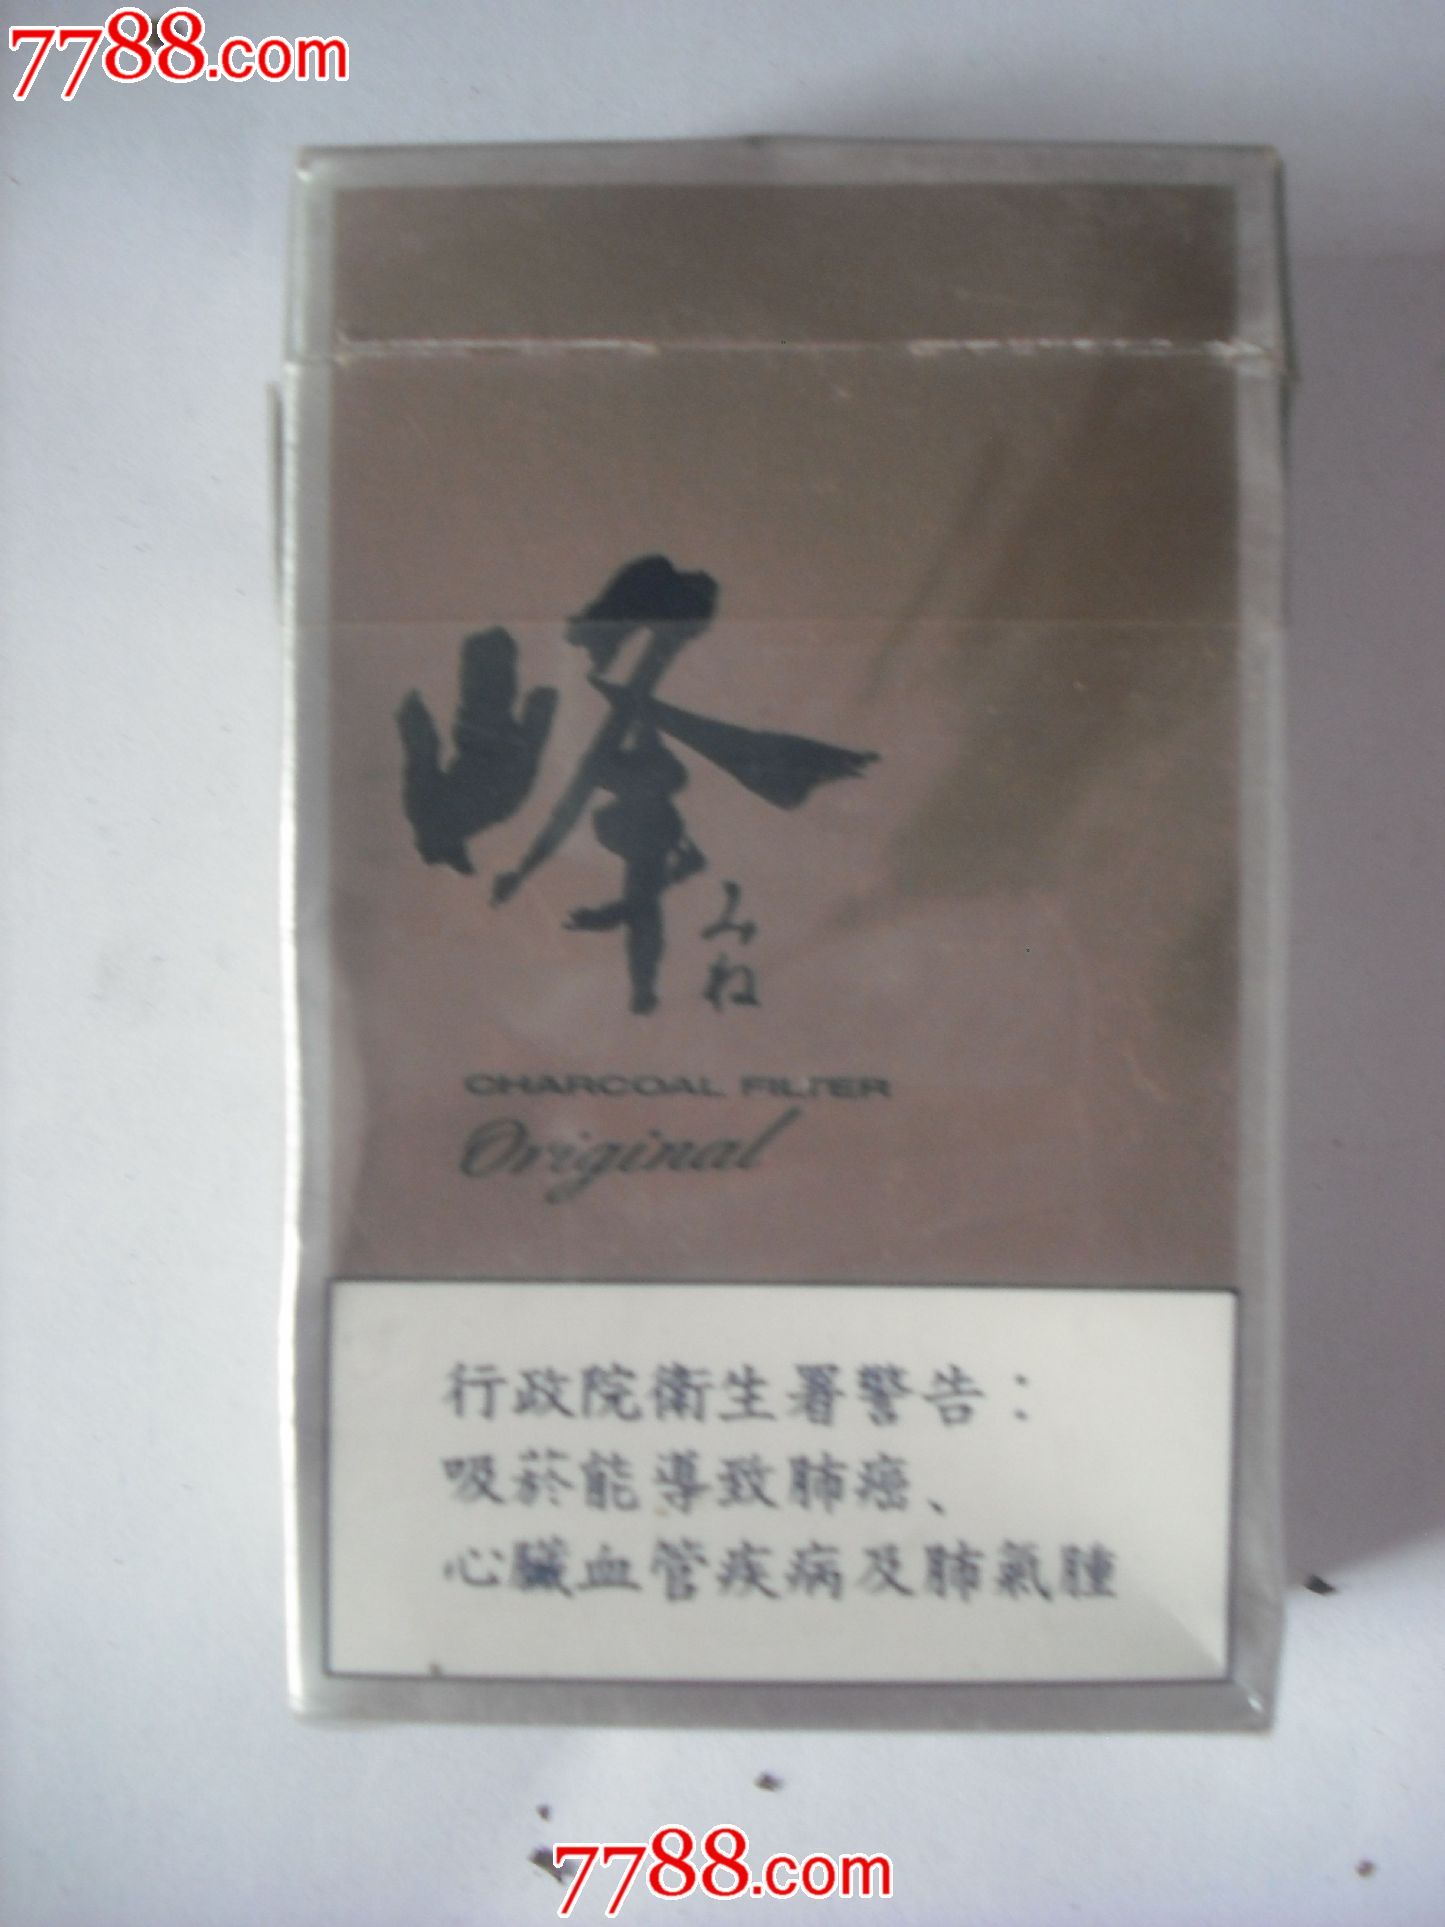 7788.com
峰
みね
CHARCOAL FILTER
Original
行政院衛生署警告：
吸菸能導致肺癌、
心臟血管疾病及肺氣腫
7788.com